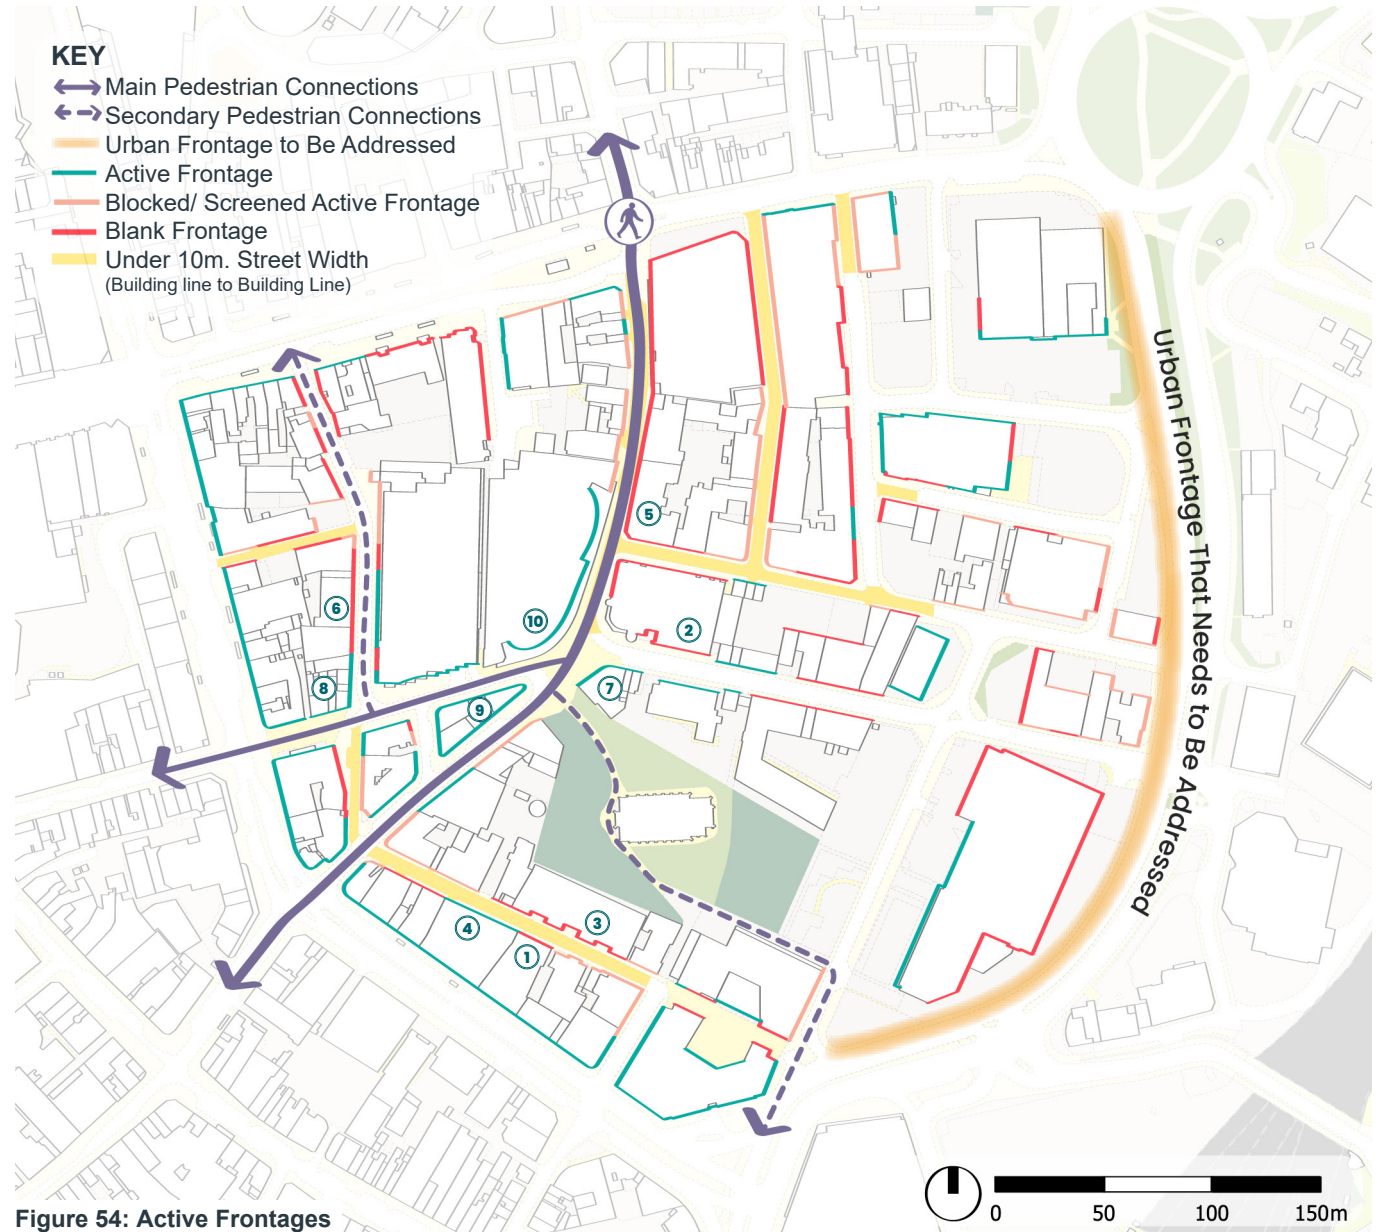 KEY
Main Pedestrian Connections
Secondary Pedestrian Connections
Urban Frontage to Be Addressed
Active Frontage
Blocked/ Screened Active Frontage
Blank Frontage
Under 10m. Street Width
(Building line to Building Line)
Urban Frontage That Needs to Be Addressed
5
10
6
2
8
7
9
3
4
1
0 50 100 150m
Figure 54: Active Frontages